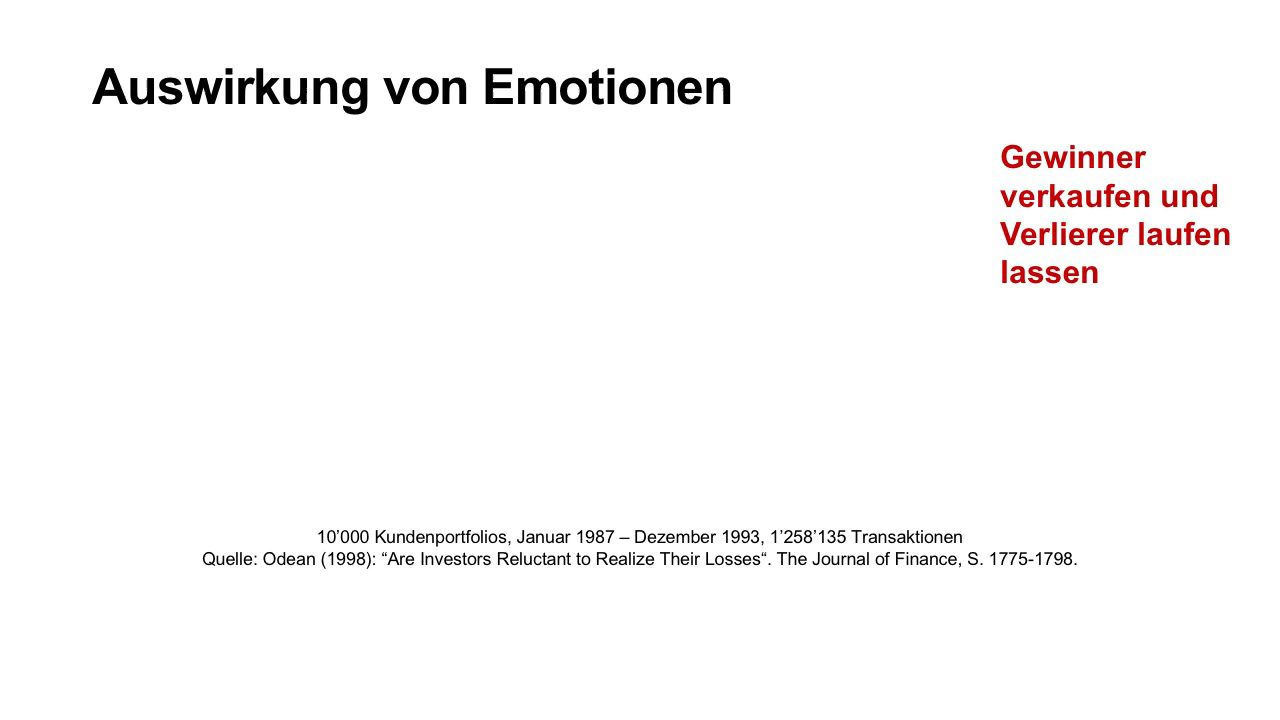 Auswirkung von Emotionen
Gewinner
verkaufen und
Verlierer laufen
lassen
10’000 Kundenportfolios, Januar 1987 – Dezember 1993, 1’258’135 Transaktionen
Quelle: Odean (1998): “Are Investors Reluctant to Realize Their Losses“. The Journal of Finance, S. 1775-1798.